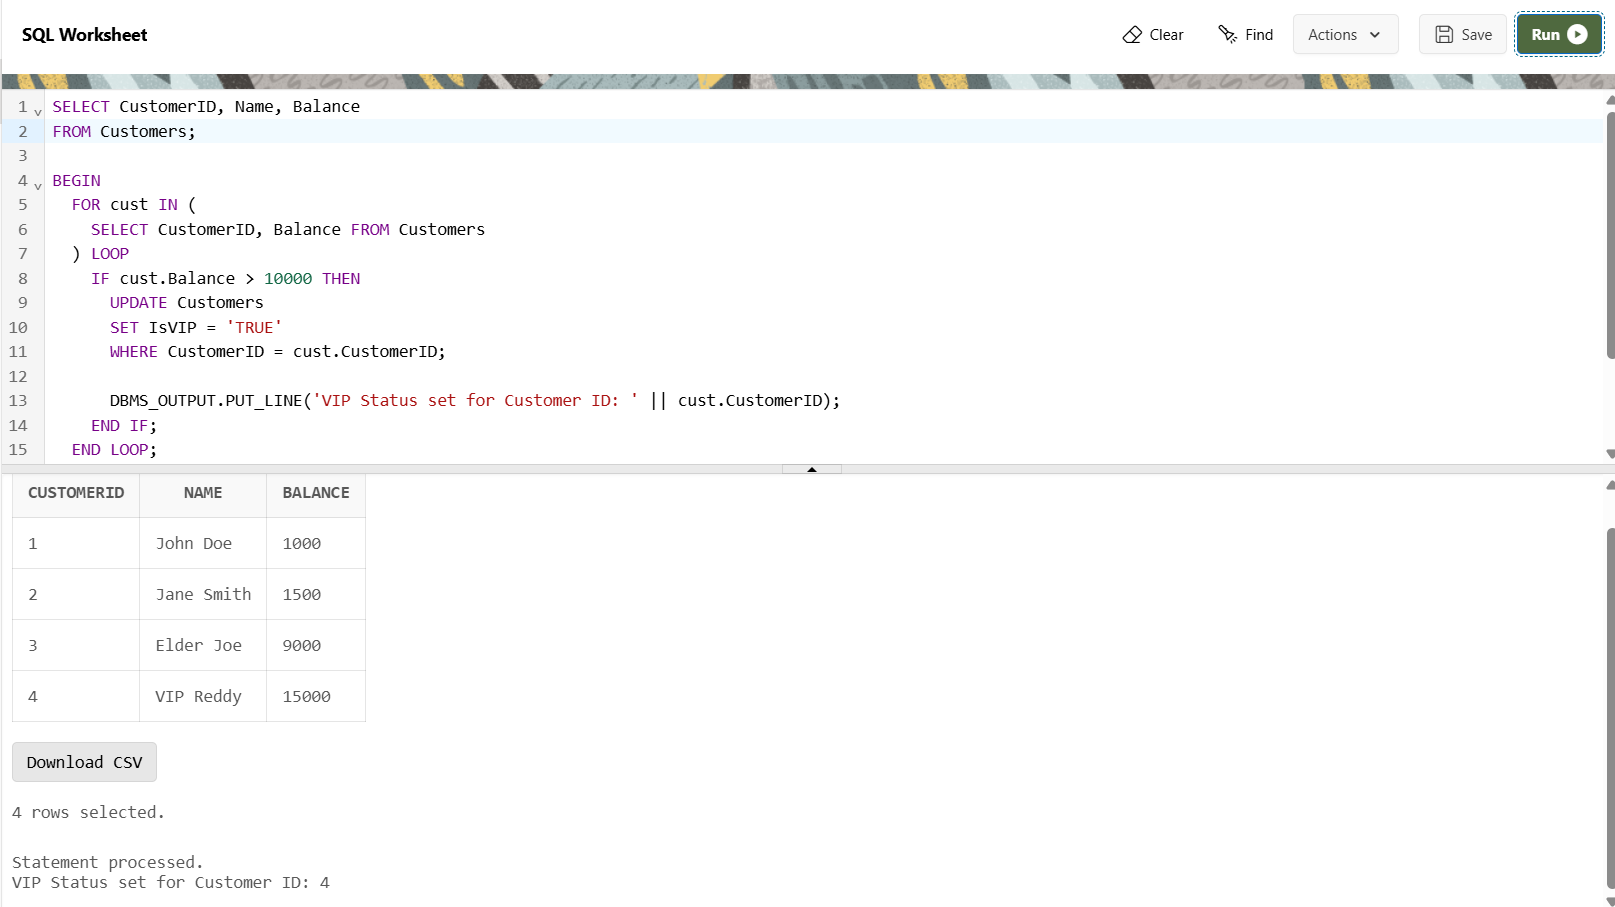 SQL Worksheet
Clear
Find
Actions
Save
Run
1 SELECT CustomerID, Name, Balance
2 FROM Customers;
3
4 BEGIN
5 FOR cust IN (
6 SELECT CustomerID, Balance FROM Customers
7 ) LOOP
8 IF cust.Balance > 10000 THEN
9 UPDATE Customers
10 SET IsVIP = 'TRUE'
11 WHERE CustomerID = cust.CustomerID;
12
13 DBMS_OUTPUT.PUT_LINE('VIP Status set for Customer ID: ' || cust.CustomerID);
14 END IF;
15 END LOOP;
CUSTOMERID NAME BALANCE
1 John Doe 1000
2 Jane Smith 1500
3 Elder Joe 9000
4 VIP Reddy 15000
Download CSV
4 rows selected.
Statement processed.
VIP Status set for Customer ID: 4